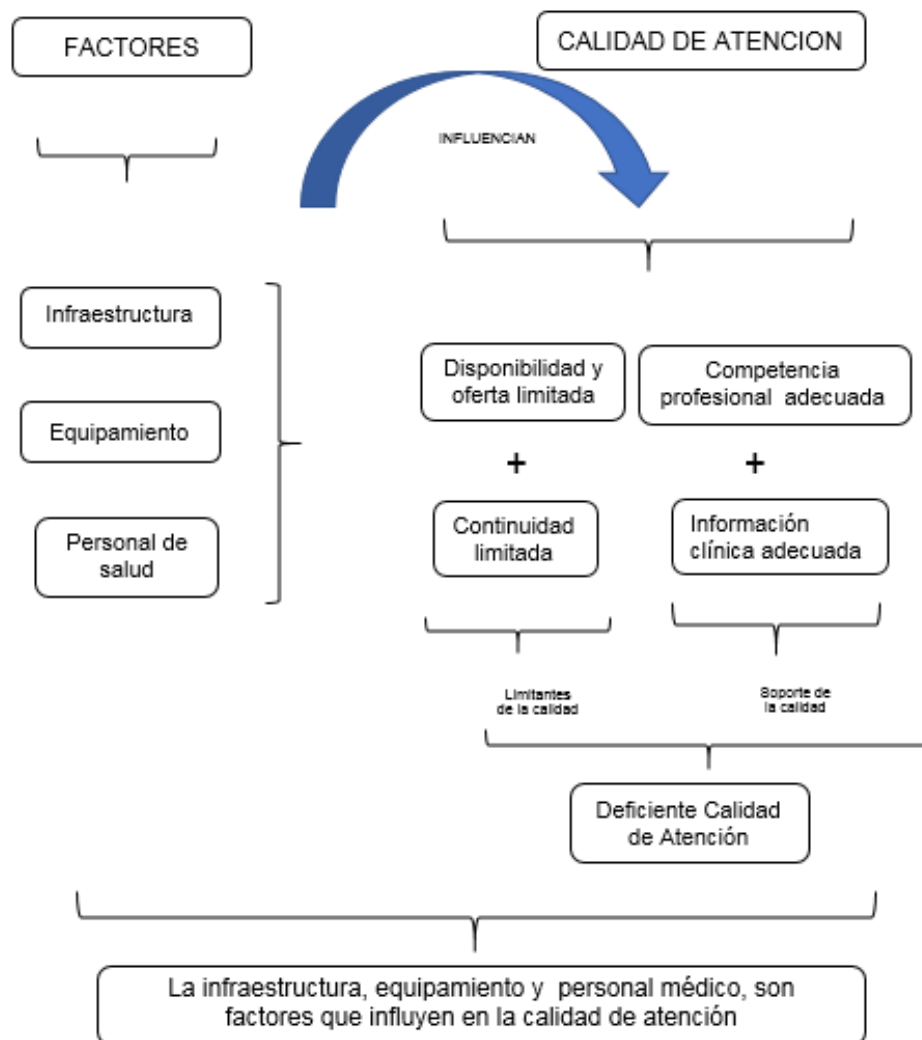 FACTORES
CALIDAD DE ATENCION
INFLUENCIAN
Infraestructura
Equipamiento
Personal de
salud
Disponibilidad y
oferta limitada
+
Continuidad
limitada
Competencia
profesional adecuada
+
Información
clínica adecuada
Limitantes
de la calidad
Soporte de
la calidad
Deficiente Calidad
de Atención
La infraestructura, equipamiento y personal médico, son
factores que influyen en la calidad de atención